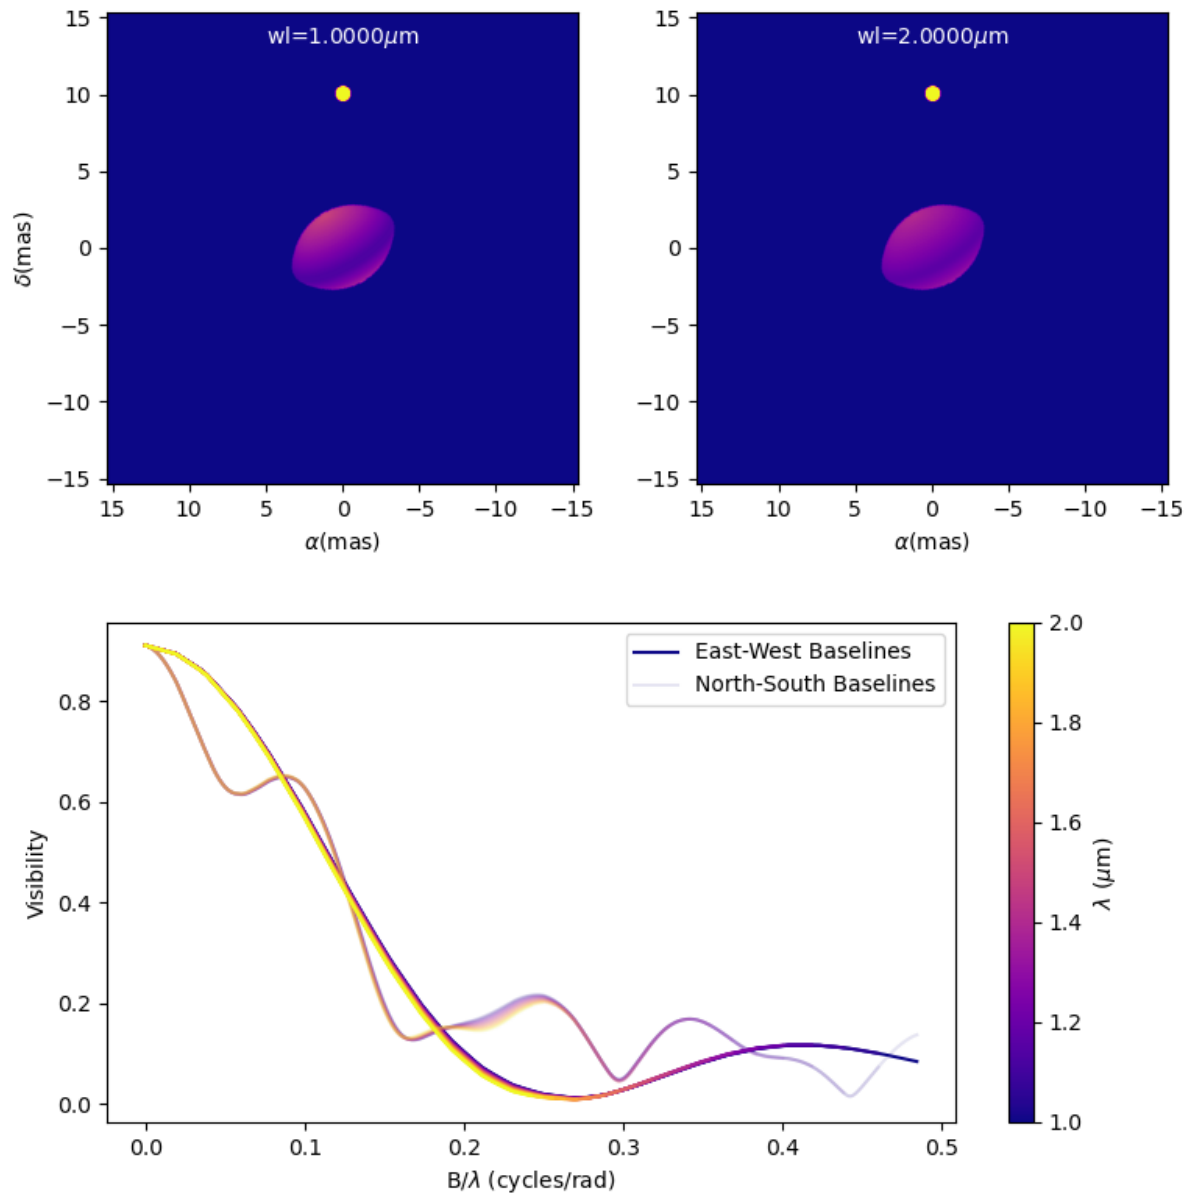 15
10
5
0
−5
−10
−15
δ(mas)
wl=1.0000μm
15 10 5 0 −5 −10 −15
α(mas)
15
10
5
0
−5
−10
−15
wl=2.0000μm
15 10 5 0 −5 −10 −15
α(mas)
0.8
0.6
0.4
0.2
0.0
Visibility
East-West Baselines
North-South Baselines
0.0 0.1 0.2 0.3 0.4 0.5
B/λ (cycles/rad)
2.0
1.8
1.6
1.4
1.2
1.0
λ (μm)